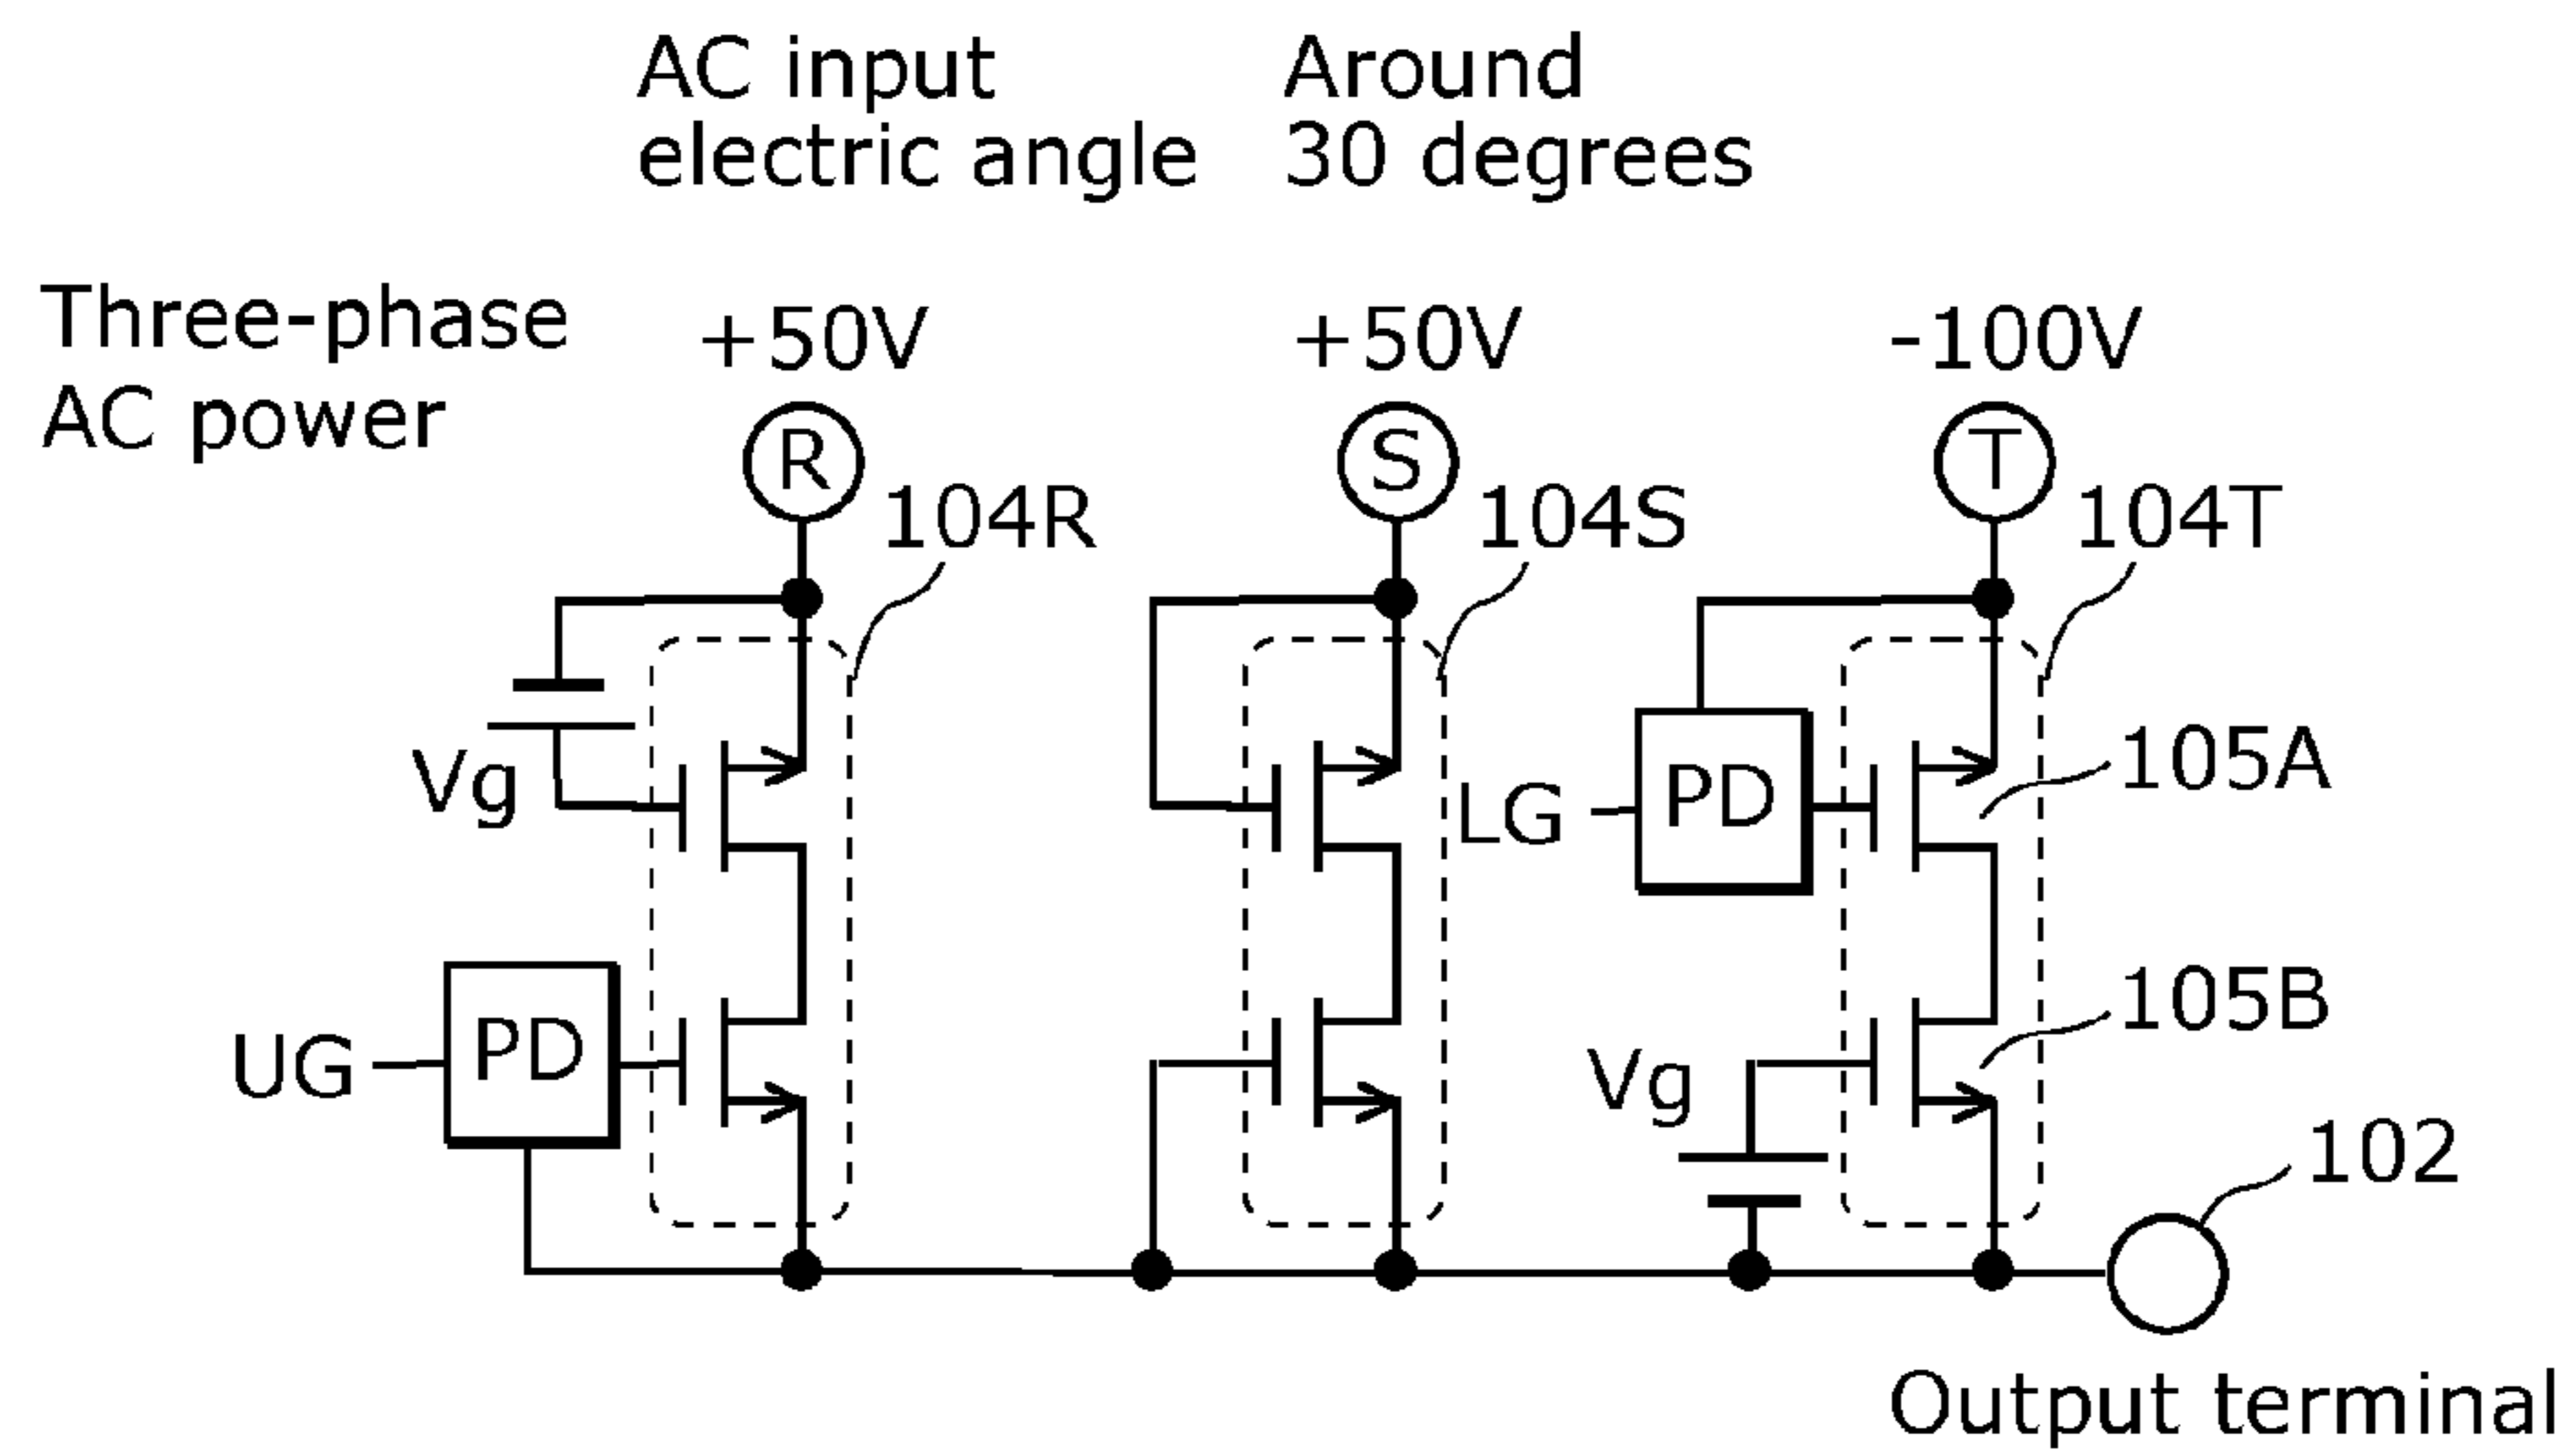 AC input
electric angle
Around
30 degrees
Three-phase
AC power
+50V
+50V
-100V
R
S
T
104R
104S
104T
Vg
LG
PD
105A
UG
PD
Vg
105B
102
Output terminal